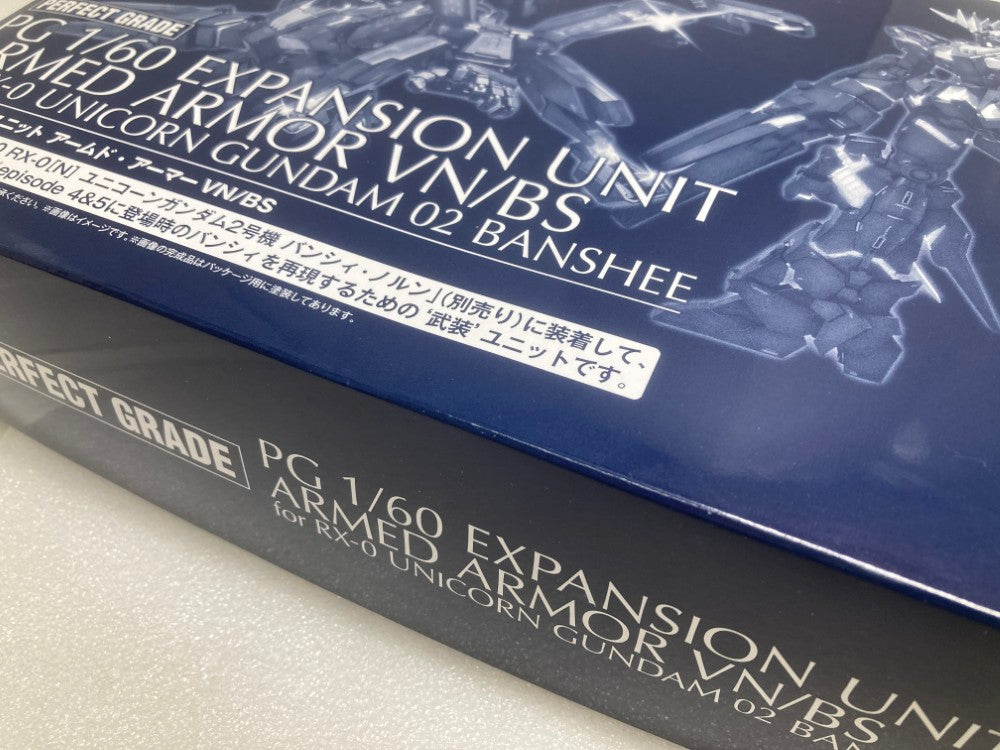 PERFECT GRADE
PG 1/60 EXPANSION UNIT
ARMED ARMOR VN/BS
RX-0 UNICORN GUNDAM 02 BANSHEE
ユニット アームド・アーマー VN/BS
RX-0[N] ユニコーンガンダム2号機 バンシィ・ノルン」(別売り)に装着して、
episode 4&5に登場時のバンシィを再現するための '武装' ユニットです。
※画像はイメージです。※画像の完成品はパッケージ用に塗装してあります。
PERFECT GRADE
PG 1/60 EXPANSION UNIT
ARMED ARMOR VN/BS
for RX-0 UNICORN GUNDAM 02 BAN